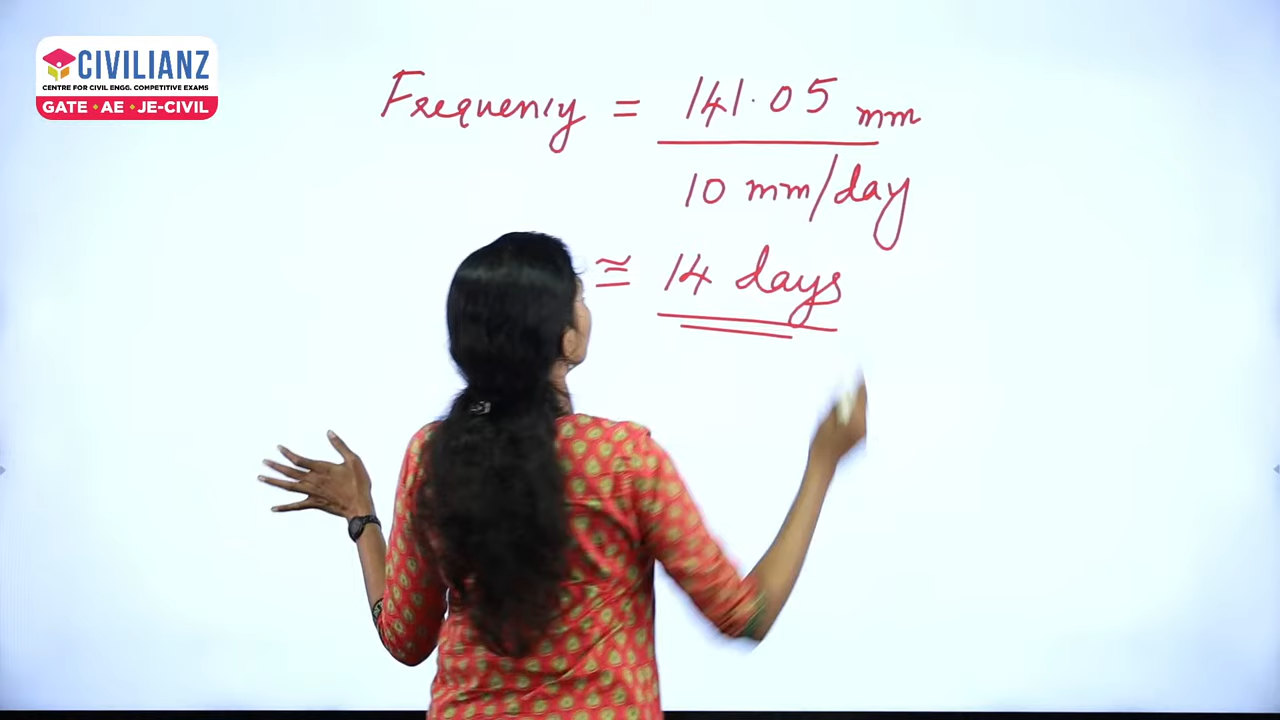 CIVILIANZ
CENTRE FOR CIVIL ENGG. COMPETITIVE EXAMS
GATE • AE • JE-CIVIL
Frequency = 141.05 mm
10 mm/day
≅ 14 days